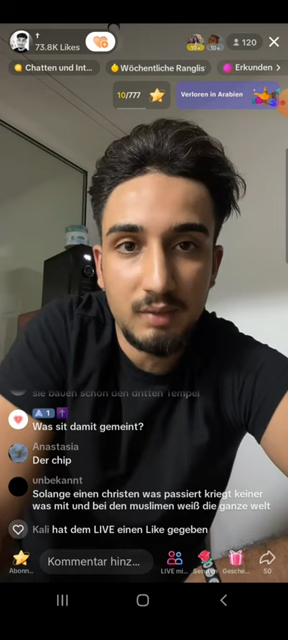 †
73.8K Likes
10+
10+
120
Chatten und Int...
Wöchentliche Ranglis
Erkunden >
10/777
Verloren in Arabien
sie bauen schon den dritten Tempel
1
Was sit damit gemeint?
Anastasia
Der chip
unbekannt
Solange einen christen was passiert kriegt keiner
was mit und bei den muslimen weiß die ganze welt
Kali hat dem LIVE einen Like gegeben
Kommentar hinz...
Abonn...
LIVE mi...
Gesche...
50